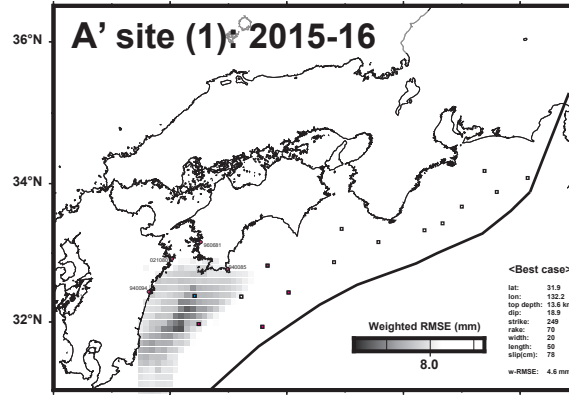 A’ site (1): 2015-16
36°N
34°N
32°N
960681
021080
940085
940094
Weighted RMSE (mm)
8.0
<Best case>
lat: 31.9
lon: 132.2
top depth: 13.6 km
dip: 18.9
strike: 249
rake: 70
width: 20
length: 50
slip(cm): 78
w-RMSE: 4.6 mm